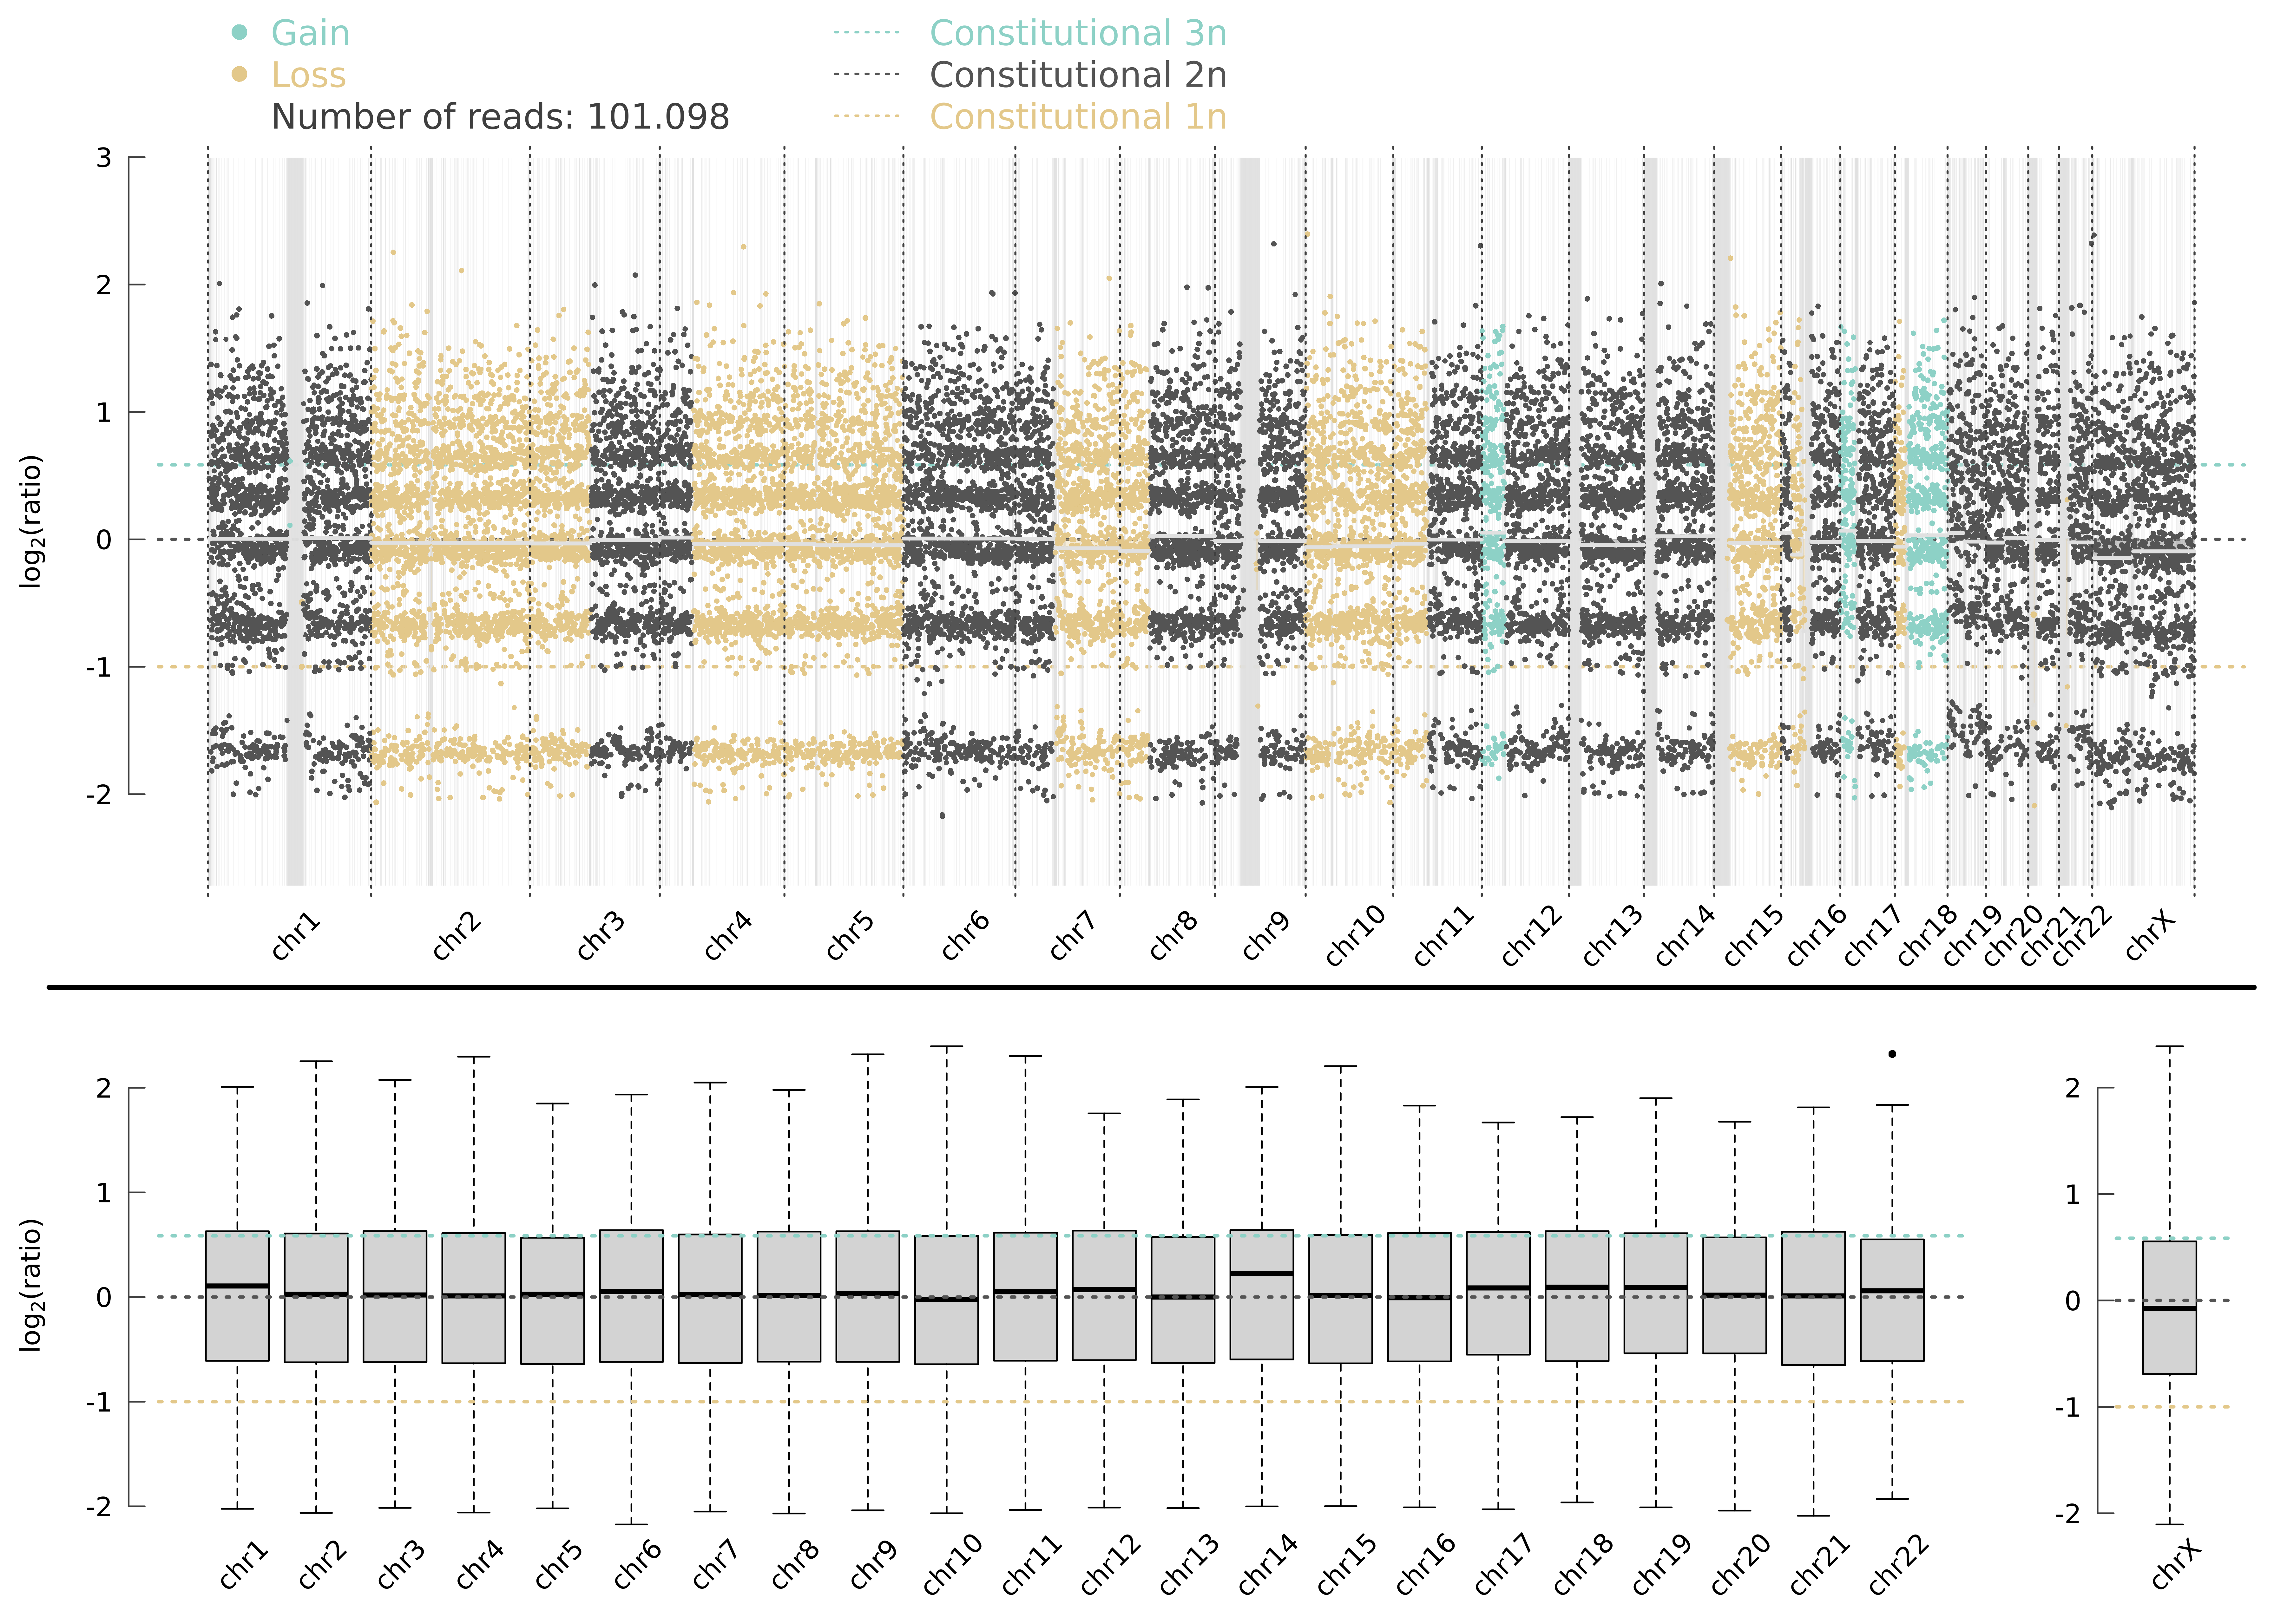 Gain
Loss
Number of reads: 101.098
Constitutional 3n
Constitutional 2n
Constitutional 1n
3
2
1
0
-1
-2
log2(ratio)
chr1
chr2
chr3
chr4
chr5
chr6
chr7
chr8
chr9
chr10
chr11
chr12
chr13
chr14
chr15
chr16
chr17
chr18
chr19
chr20
chr21
chr22
chrX
2
1
0
-1
-2
log2(ratio)
chr1
chr2
chr3
chr4
chr5
chr6
chr7
chr8
chr9
chr10
chr11
chr12
chr13
chr14
chr15
chr16
chr17
chr18
chr19
chr20
chr21
chr22
2
1
0
-1
-2
chrX